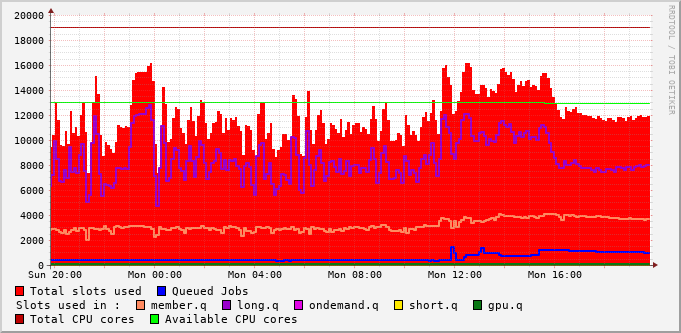 20000
18000
16000
14000
12000
10000
8000
6000
4000
2000
0
Sun 20:00 Mon 00:00 Mon 04:00 Mon 08:00 Mon 12:00 Mon 16:00
RRDTOOL / TOBI OETIKER
Total slots used Queued Jobs
Slots used in : member.q long.q ondemand.q short.q gpu.q
Total CPU cores Available CPU cores